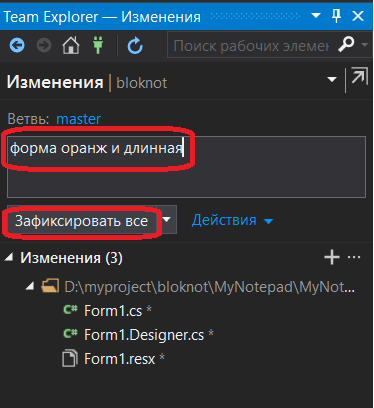 Team Explorer — Изменения
Поиск рабочих элемен
Изменения | bloknot
Ветвь: master
форма оранж и длинная
Зафиксировать все
Действия
Изменения (3)
D:\myproject\bloknot\MyNotepad\MyNot...
C# Form1.cs *
C# Form1.Designer.cs *
Form1.resx *